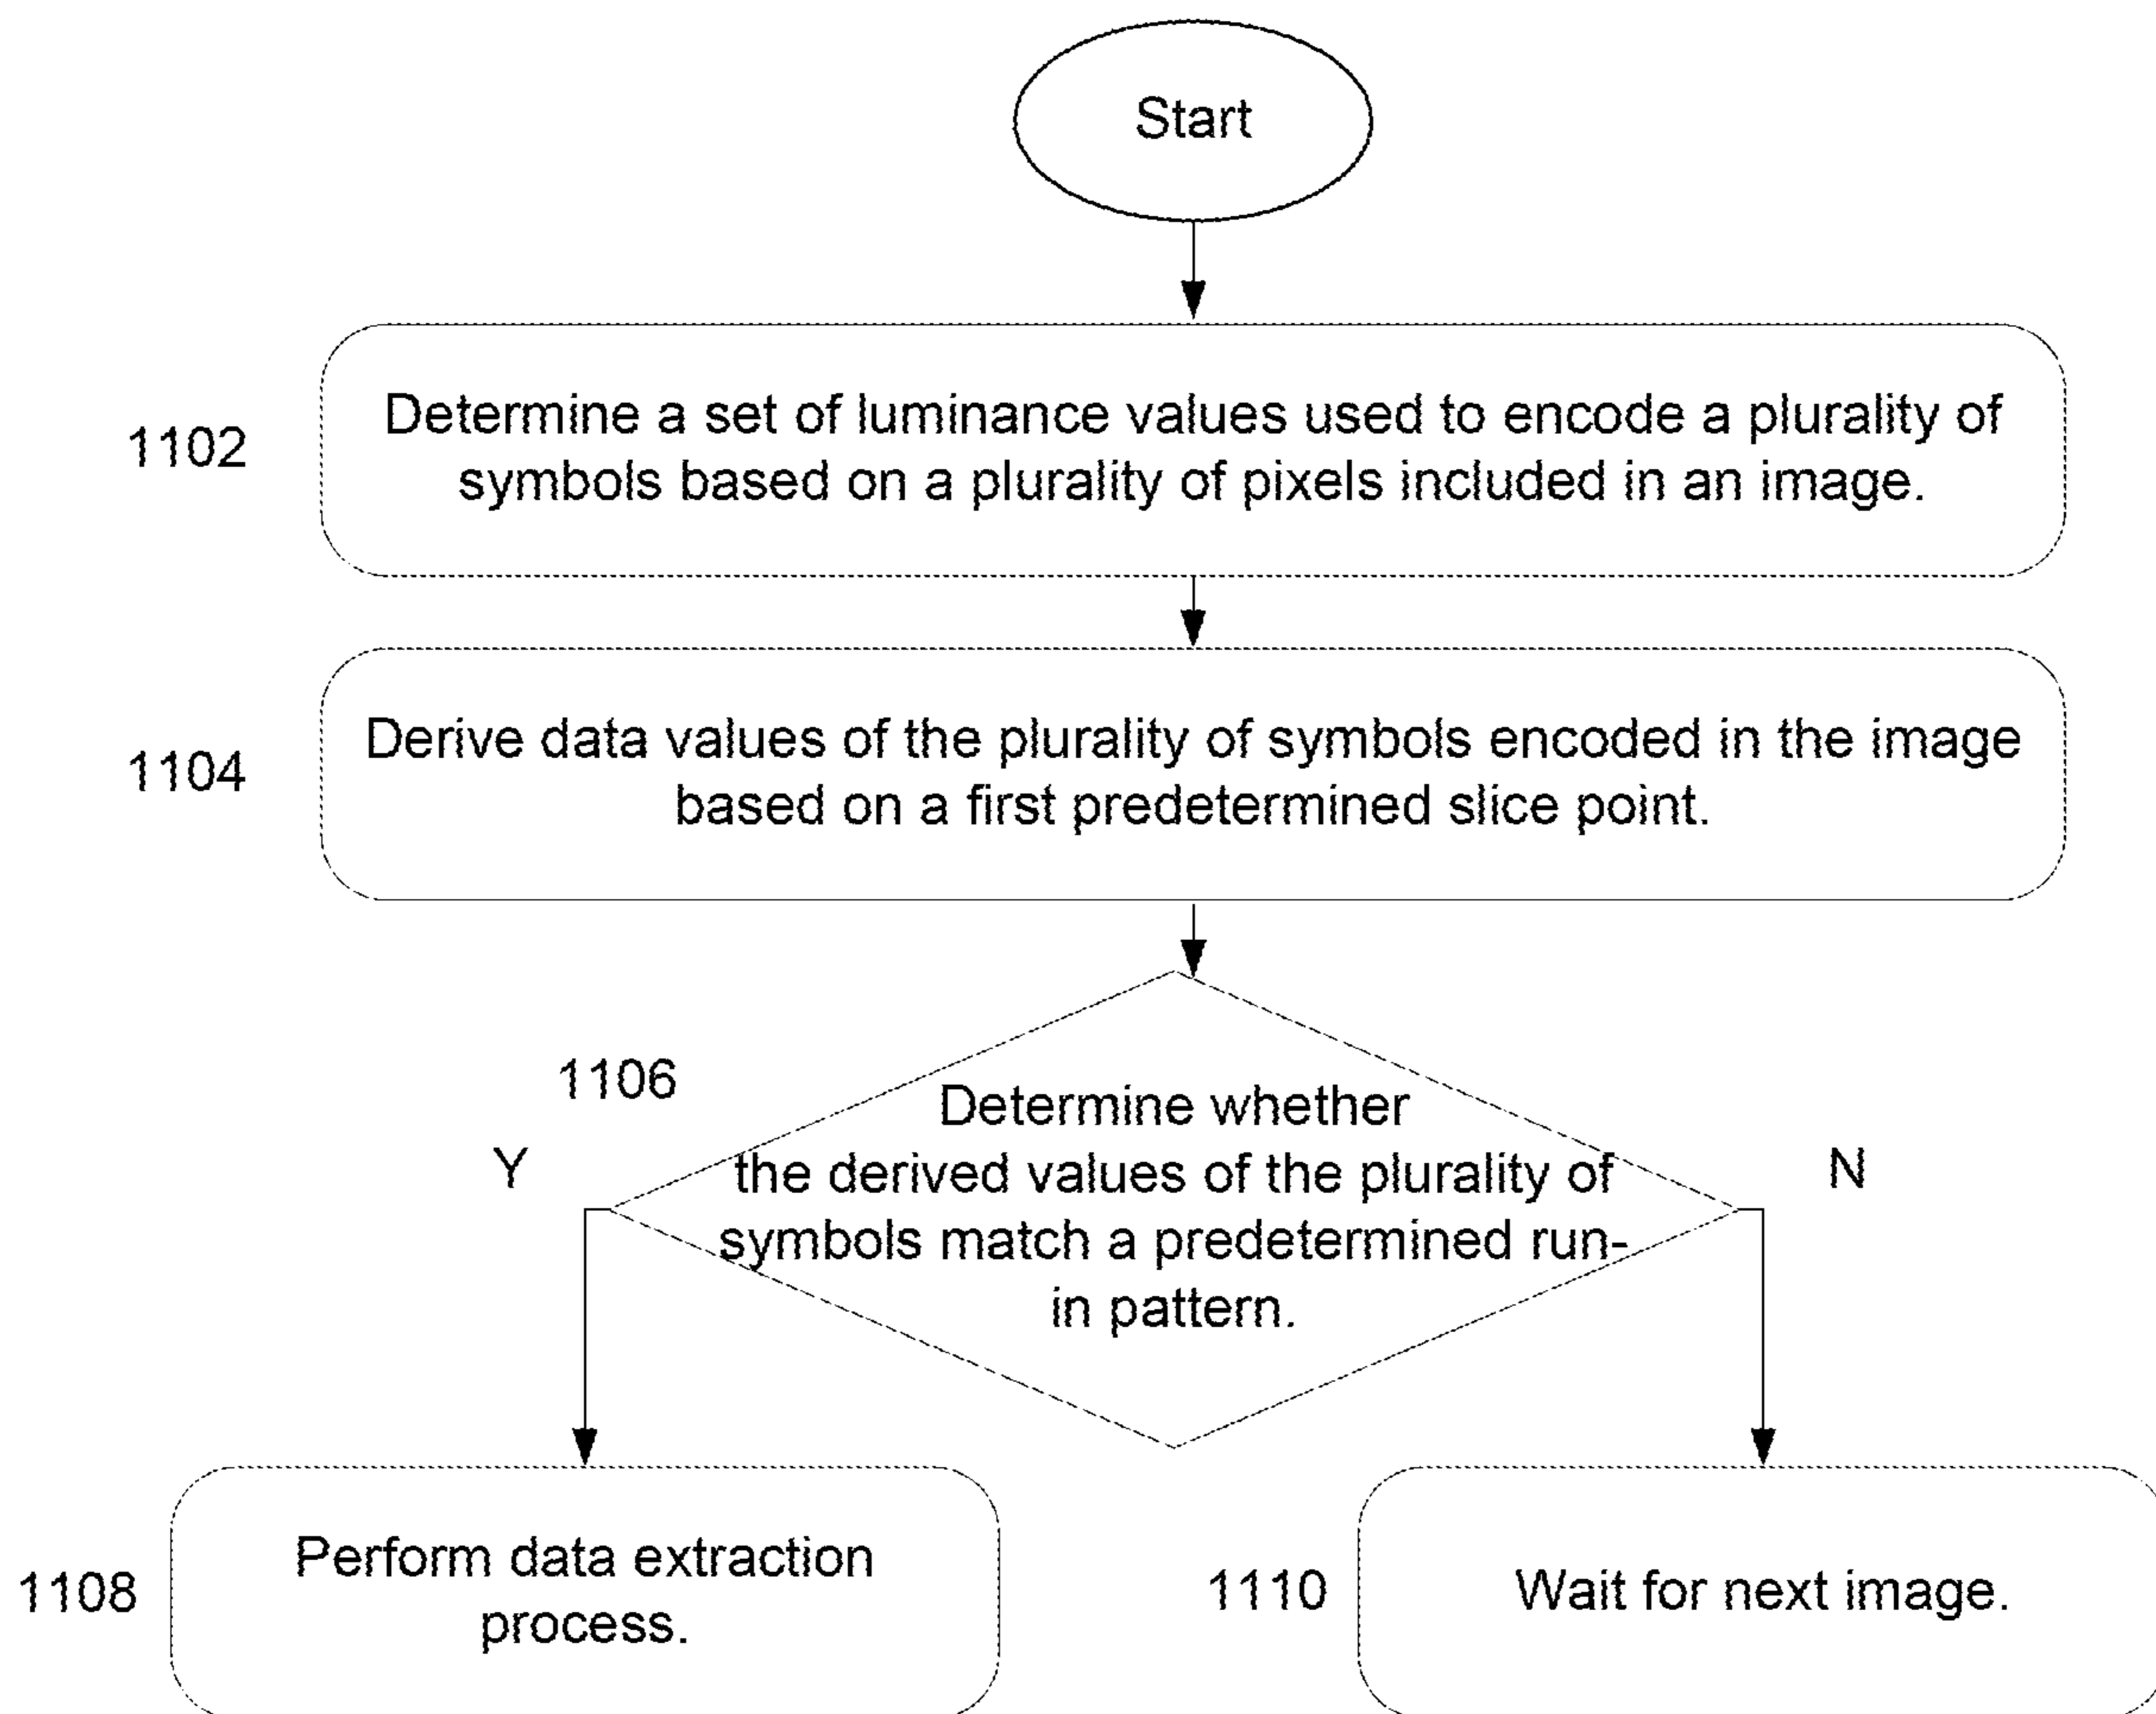 Start
1102
Determine a set of luminance values used to encode a plurality of
symbols based on a plurality of pixels included in an image.
1104
Derive data values of the plurality of symbols encoded in the image
based on a first predetermined slice point.
1106
Determine whether
the derived values of the plurality of
symbols match a predetermined run-
in pattern.
Y
N
1108
Perform data extraction
process.
1110
Wait for next image.